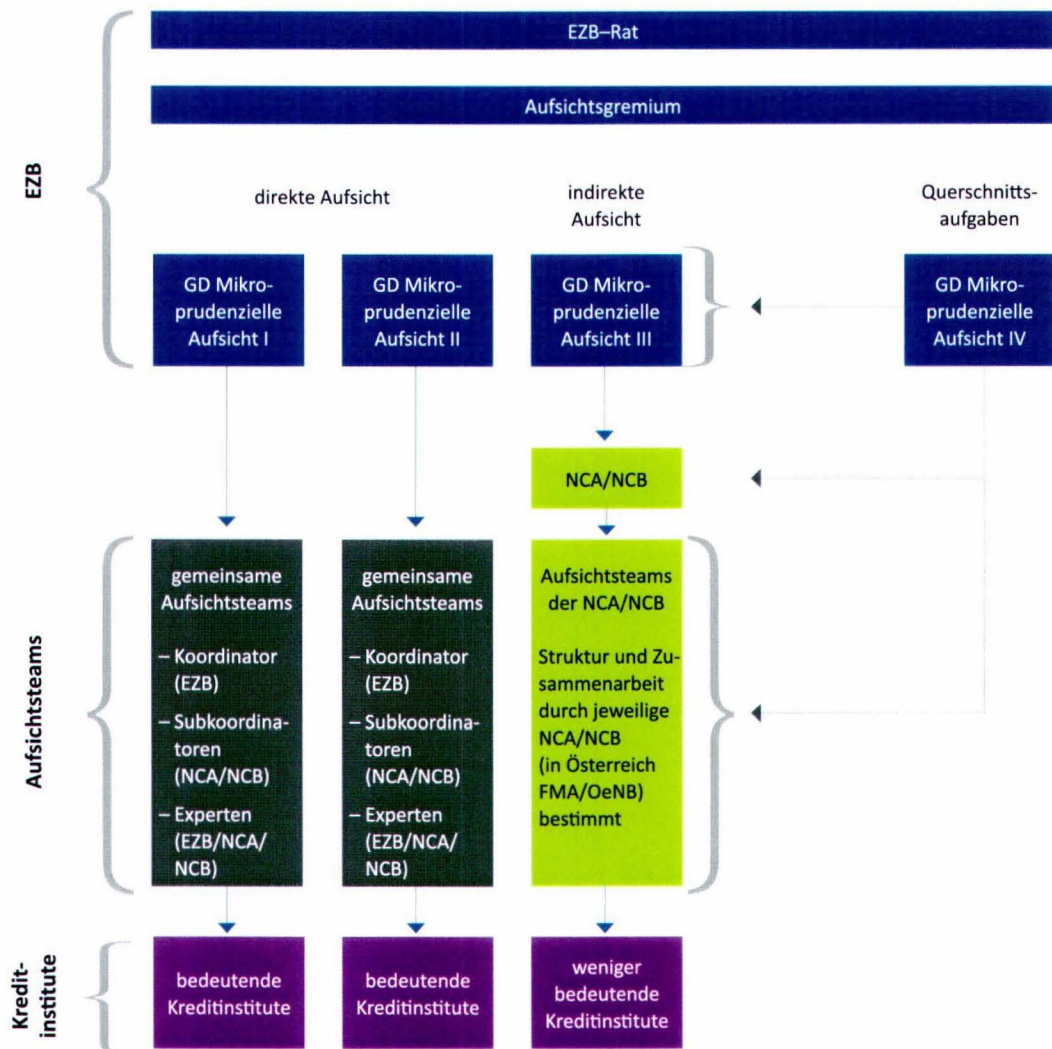 EZB
EZB–Rat
Aufsichtsgremium
direkte Aufsicht
indirekte
Aufsicht
Querschnitts-
aufgaben
GD Mikro-
prudenzielle
Aufsicht I
GD Mikro-
prudenzielle
Aufsicht II
GD Mikro-
prudenzielle
Aufsicht III
GD Mikro-
prudenzielle
Aufsicht IV
NCA/NCB
Aufsichtsteams
gemeinsame
Aufsichtsteams
– Koordinator
(EZB)
– Subkoordina-
toren
(NCA/NCB)
– Experten
(EZB/NCA/
NCB)
gemeinsame
Aufsichtsteams
– Koordinator
(EZB)
– Subkoordina-
toren
(NCA/NCB)
– Experten
(EZB/NCA/
NCB)
Aufsichtsteams
der NCA/NCB
Struktur und Zu-
sammenarbeit
durch jeweilige
NCA/NCB
(in Österreich
FMA/OeNB)
bestimmt
Kredit-
institute
bedeutende
Kreditinstitute
bedeutende
Kreditinstitute
weniger
bedeutende
Kreditinstitute